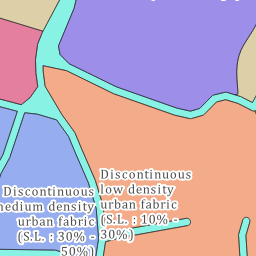 Discontinuous
low density
urban fabric
(S.L. : 10% -
30%)
Discontinuous
medium density
urban fabric
(S.L. : 30% -
50%)